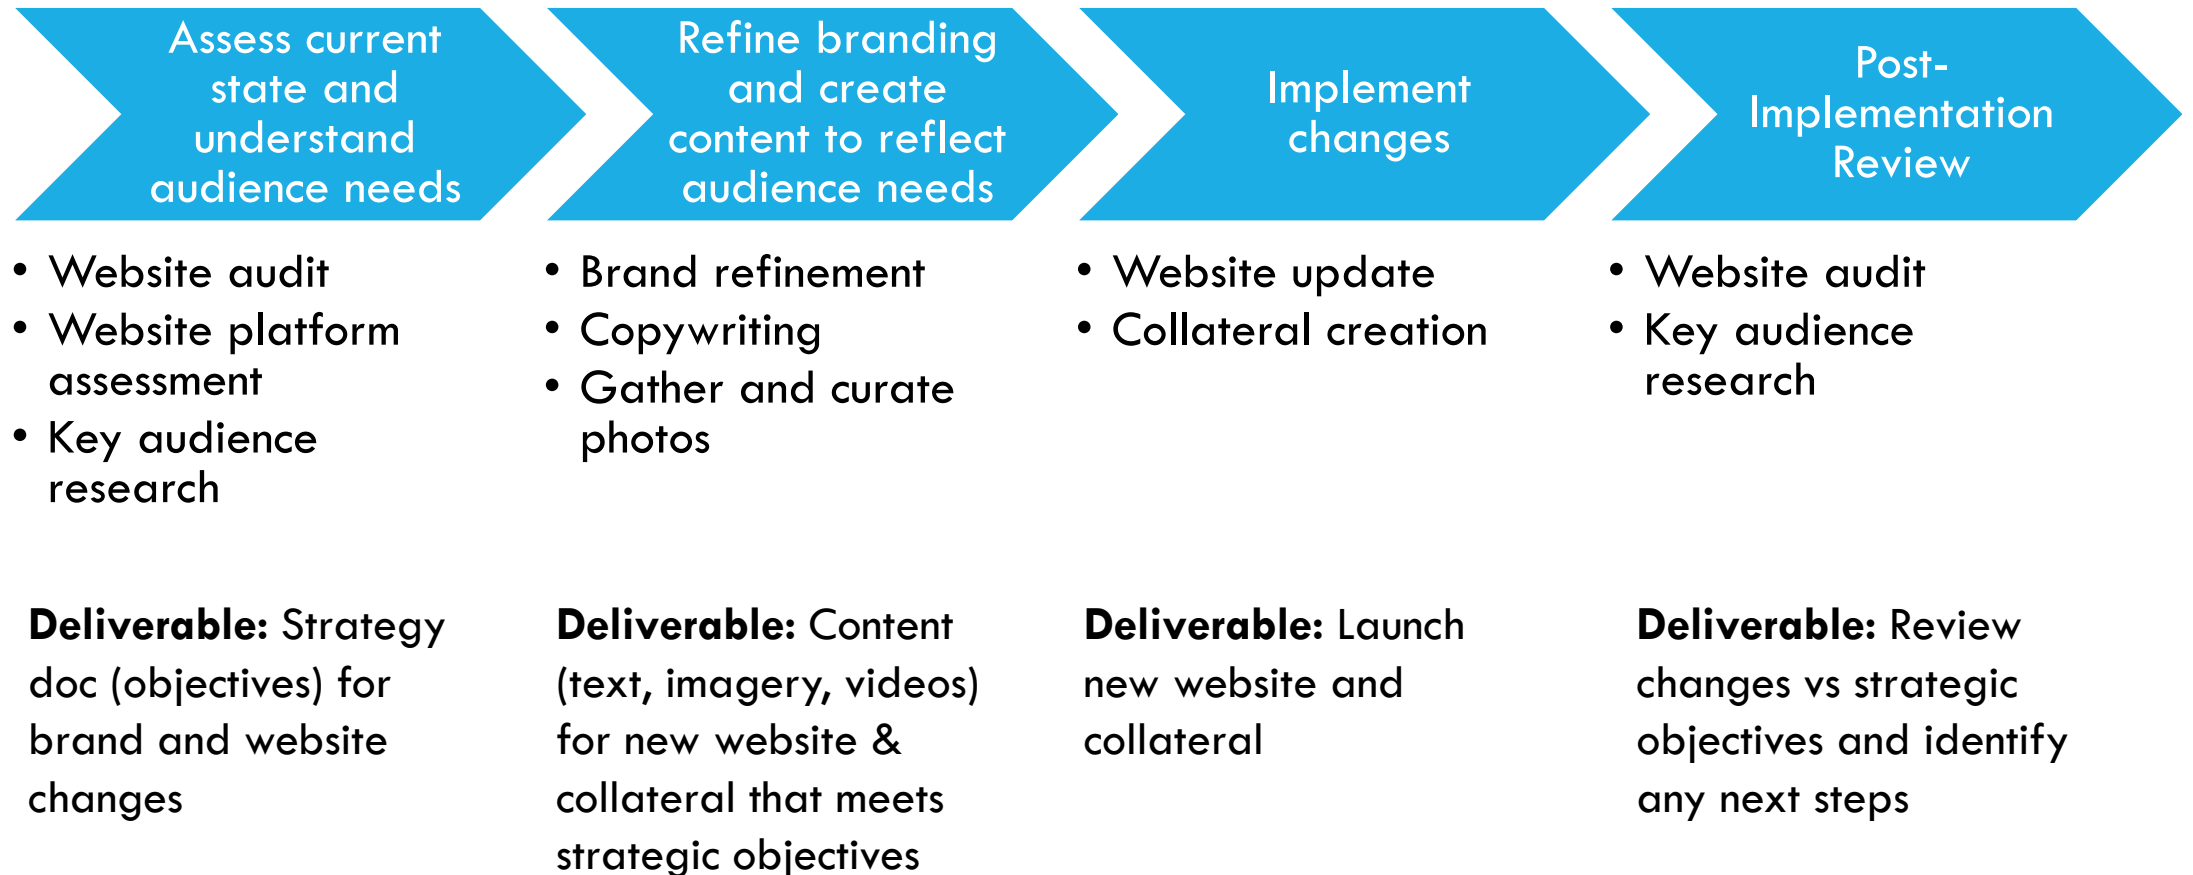 Assess current
state and
understand
audience needs
Refine branding
and create
content to reflect
audience needs
Implement
changes
Post-
Implementation
Review
• Website audit
• Website platform
assessment
• Key audience
research
• Brand refinement
• Copywriting
• Gather and curate
photos
• Website update
• Collateral creation
• Website audit
• Key audience
research
Deliverable: Strategy
doc (objectives) for
brand and website
changes
Deliverable: Content
(text, imagery, videos)
for new website &
collateral that meets
strategic objectives
Deliverable: Launch
new website and
collateral
Deliverable: Review
changes vs strategic
objectives and identify
any next steps